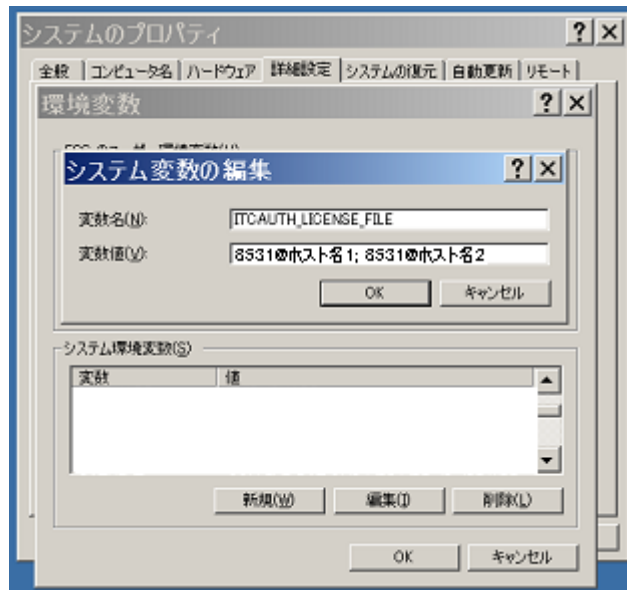 システムのプロパティ
全般 コンピュータ名 ハードウェア 詳細設定 システムの復元 自動更新 リモート
環境変数
システム変数の編集
変数名(N): ITCAUTH_LICENSE_FILE
変数値(V): 8531@ホスト名1; 8531@ホスト名2
OK キャンセル
システム環境変数(S)
変数 値
新規(W) 編集(I) 削除(L)
OK キャンセル